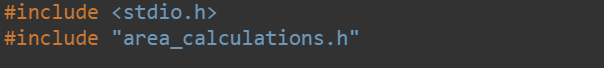 #include <stdio.h>
#include "area_calculations.h"